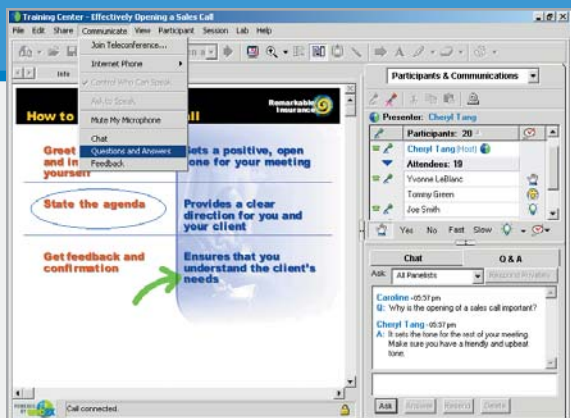 Training Center - Effectively Opening a Sales Call
File Edit Share Communicate View Participant Session Lab Help
Join Teleconference...
Internet Phone
Control Who Can Speak
Ask to Speak
Mute My Microphone
Chat
Questions and Answers
Feedback
Info
Remarkable
Insurance
How to
ll
Greet
and in
yourself
Sets a positive, open
tone for your meeting
State the agenda
Provides a clear
direction for you and
your client
Get feedback and
confirmation
Ensures that you
understand the client's
needs
Call connected.
Participants & Communications
Presenter: Cheryl Tang
Participants: 20
Cheryl Tang (Host)
Attendees: 19
Yvonne LeBlanc
Tommy Green
Joe Smith
Yes No Fast Slow
Chat Q & A
Ask: All Panelists Respond Privately
Caroline - 05:57 pm
Q: Why is the opening of a sales call important?
Cheryl Tang - 05:57 pm
A: It sets the tone for the rest of your meeting.
Make sure you have a friendly and upbeat
tone.
Ask Answer Resend Delete